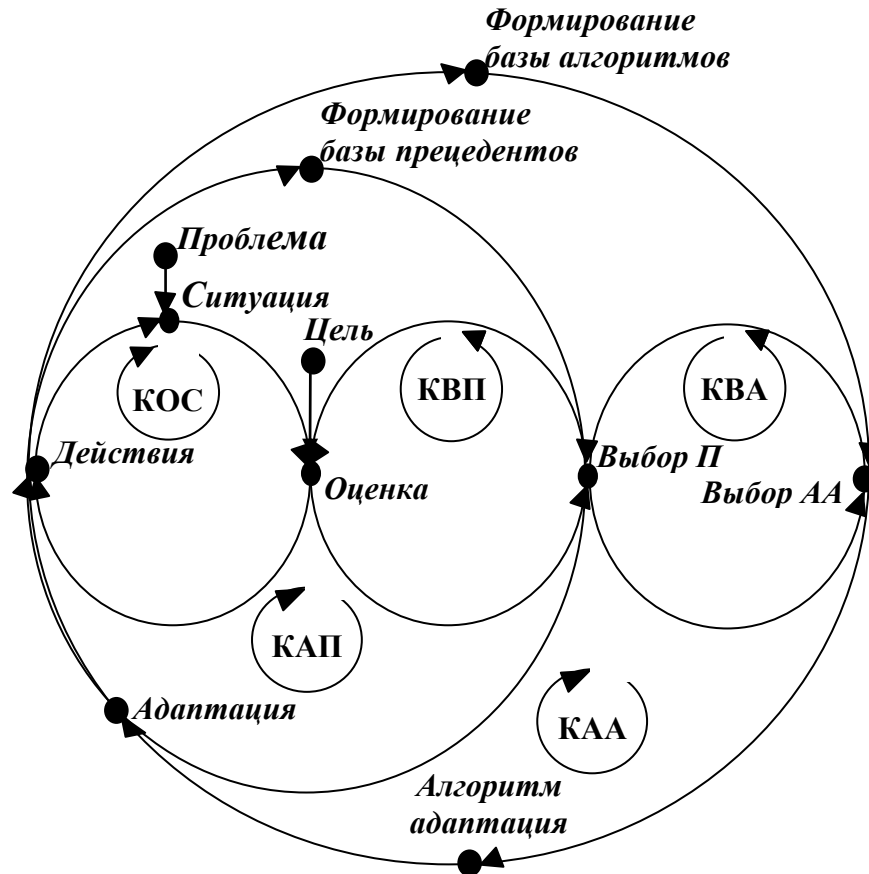 Формирование
базы алгоритмов
Формирование
базы прецедентов
Проблема
Ситуация
Цель
КОС
КВП
КВА
Действия
Оценка
Выбор П
Выбор АА
КАП
Адаптация
КАА
Алгоритм
адаптация